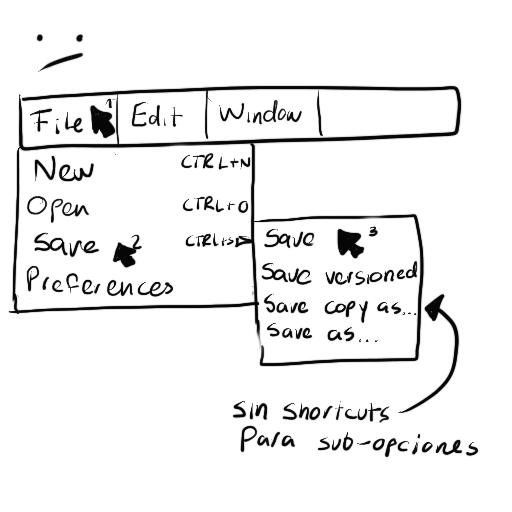 File 1 Edit Window
New CTRL+N
Open CTRL+O
Save 2 CTRL+S
Preferences
Save 3
Save versioned
Save copy as...
Save as...
sin shortcuts
Para sub-opciones